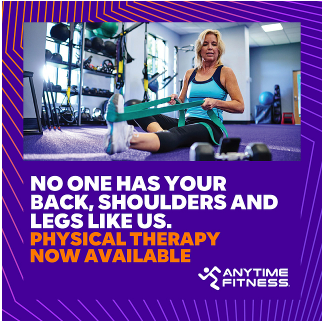 NO ONE HAS YOUR
BACK, SHOULDERS AND
LEGS LIKE US.
PHYSICAL THERAPY
NOW AVAILABLE
ANYTIME
FITNESS